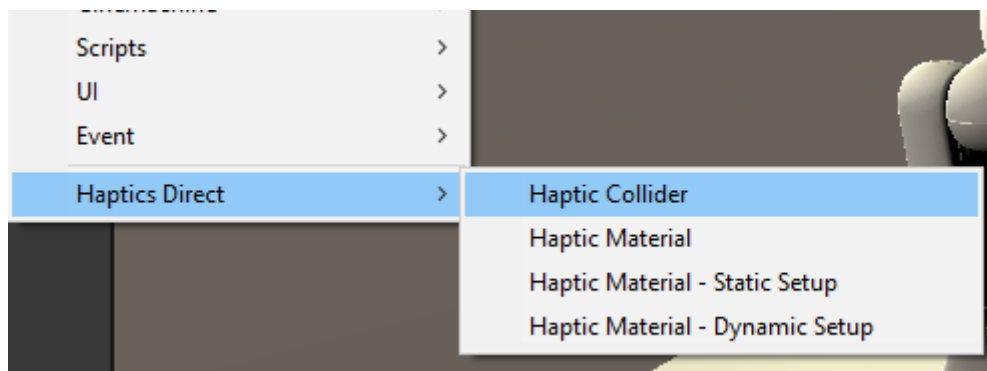 Scripts
UI
Event
Haptics Direct
Haptic Collider
Haptic Material
Haptic Material - Static Setup
Haptic Material - Dynamic Setup